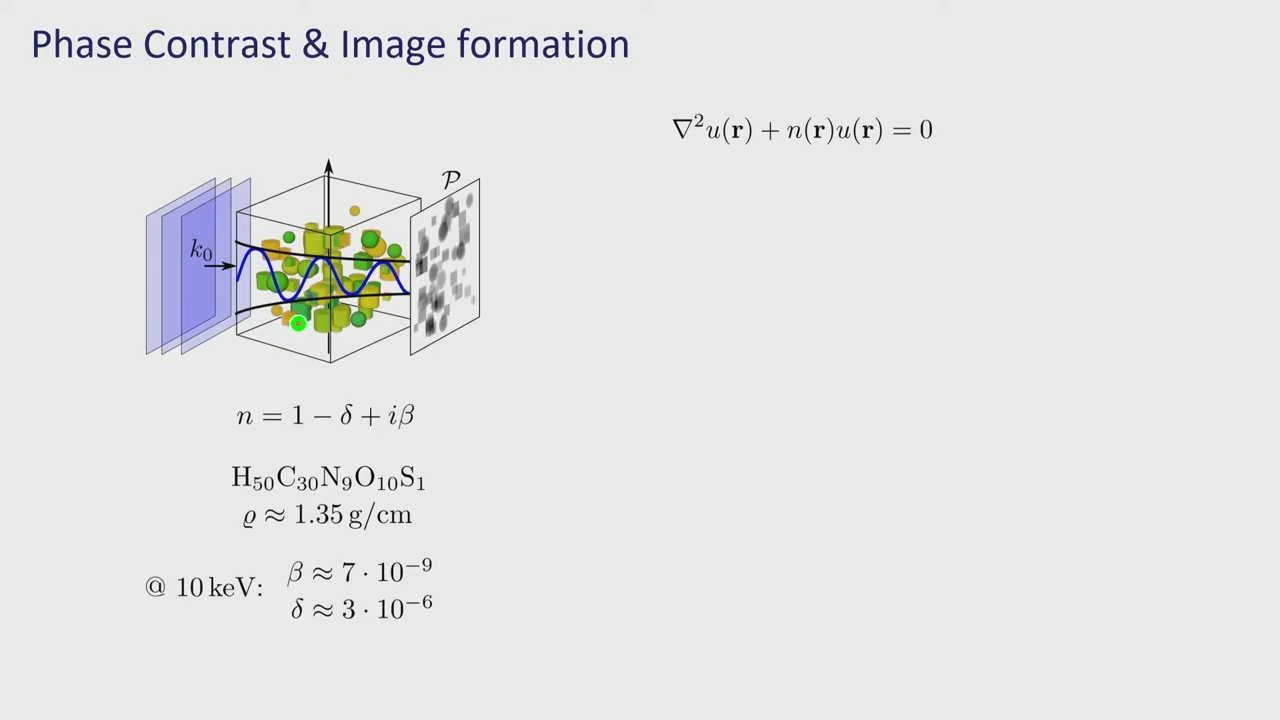 Phase Contrast & Image formation
∇²u(r) + n(r)u(r) = 0
𝒫
k₀
n = 1 − δ + iβ
H₅₀C₃₀N₉O₁₀S₁
ϱ ≈ 1.35 g/cm
@ 10 keV:
β ≈ 7 · 10⁻⁹
δ ≈ 3 · 10⁻⁶